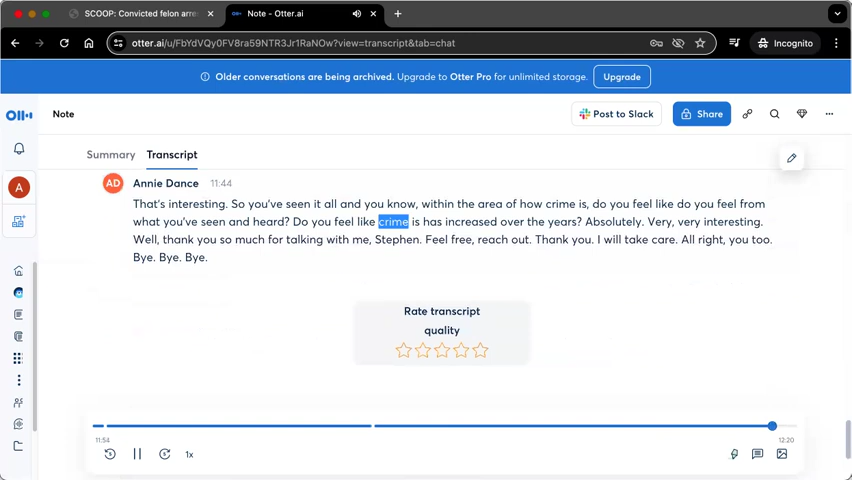 SCOOP: Convicted felon arre
Note - Otter.ai
otter.ai/u/FbYdVQy0FV8ra59NTR3Jr1RaNOw?view=transcript&tab=chat
Incognito
Older conversations are being archived. Upgrade to Otter Pro for unlimited storage.
Upgrade
Note
Post to Slack
Share
Summary
Transcript
A
AD
Annie Dance
11:44
That's interesting. So you've seen it all and you know, within the area of how crime is, do you feel like do you feel from
what you've seen and heard? Do you feel like crime is has increased over the years? Absolutely. Very, very interesting.
Well, thank you so much for talking with me, Stephen. Feel free, reach out. Thank you. I will take care. All right, you too.
Bye. Bye. Bye.
Rate transcript
quality
11:54
12:20
5
5
1x